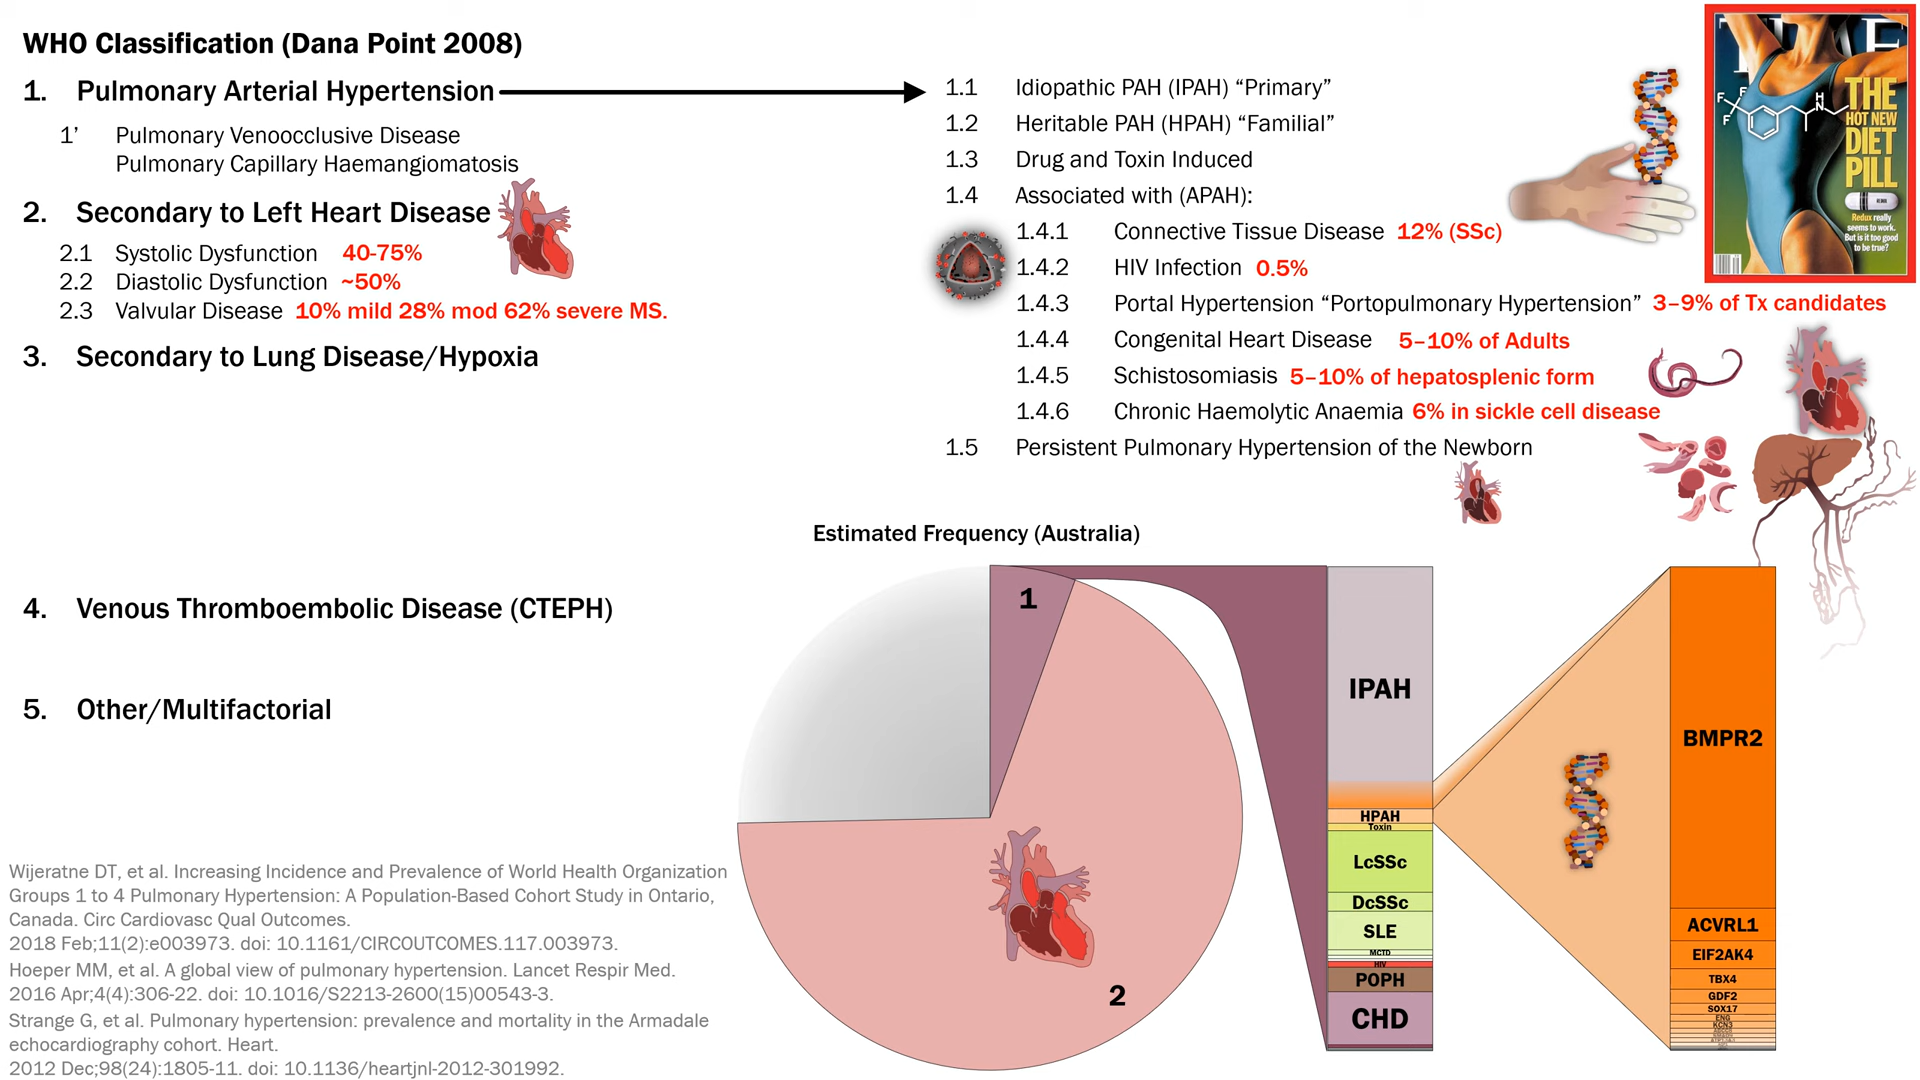 WHO Classification (Dana Point 2008)
1. Pulmonary Arterial Hypertension
1’ Pulmonary Venoocclusive Disease
Pulmonary Capillary Haemangiomatosis
2. Secondary to Left Heart Disease
2.1 Systolic Dysfunction 40-75%
2.2 Diastolic Dysfunction ~50%
2.3 Valvular Disease 10% mild 28% mod 62% severe MS.
3. Secondary to Lung Disease/Hypoxia
4. Venous Thromboembolic Disease (CTEPH)
5. Other/Multifactorial
1.1 Idiopathic PAH (IPAH) “Primary”
1.2 Heritable PAH (HPAH) “Familial”
1.3 Drug and Toxin Induced
1.4 Associated with (APAH):
1.4.1 Connective Tissue Disease 12% (SSc)
1.4.2 HIV Infection 0.5%
1.4.3 Portal Hypertension “Portopulmonary Hypertension” 3–9% of Tx candidates
1.4.4 Congenital Heart Disease 5–10% of Adults
1.4.5 Schistosomiasis 5–10% of hepatosplenic form
1.4.6 Chronic Haemolytic Anaemia 6% in sickle cell disease
1.5 Persistent Pulmonary Hypertension of the Newborn
THE
HOT NEW
DIET
PILL
Redux really
seems to work.
But is it too good
to be true?
F
F
F
H
N
Estimated Frequency (Australia)
1
2
IPAH
HPAH
Toxin
LcSSc
DcSSc
SLE
MCTD
HIV
POPH
CHD
BMPR2
ACVRL1
EIF2AK4
TBX4
GDF2
SOX17
ENG
KCN3
Wijeratne DT, et al. Increasing Incidence and Prevalence of World Health Organization
Groups 1 to 4 Pulmonary Hypertension: A Population-Based Cohort Study in Ontario,
Canada. Circ Cardiovasc Qual Outcomes.
2018 Feb;11(2):e003973. doi: 10.1161/CIRCOUTCOMES.117.003973.
Hoeper MM, et al. A global view of pulmonary hypertension. Lancet Respir Med.
2016 Apr;4(4):306-22. doi: 10.1016/S2213-2600(15)00543-3.
Strange G, et al. Pulmonary hypertension: prevalence and mortality in the Armadale
echocardiography cohort. Heart.
2012 Dec;98(24):1805-11. doi: 10.1136/heartjnl-2012-301992.